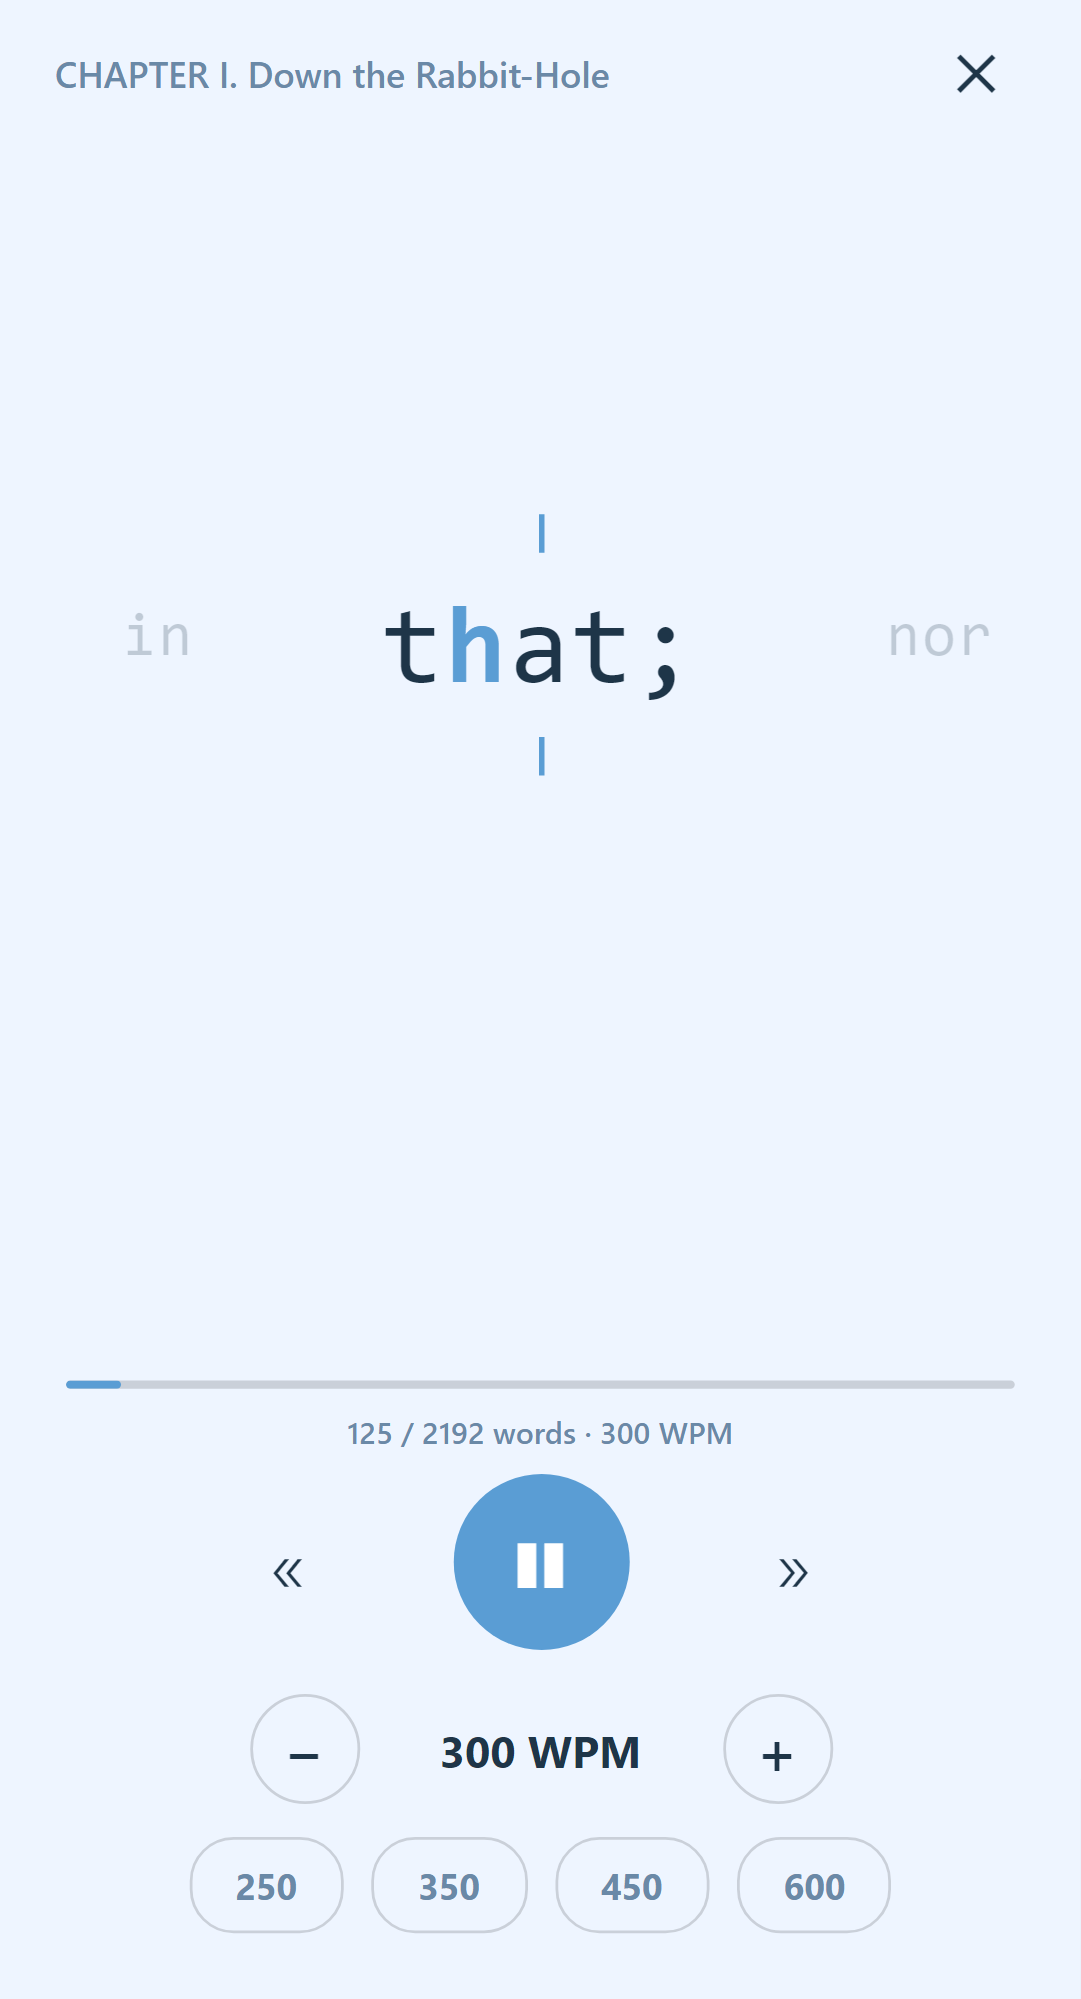 CHAPTER I. Down the Rabbit-Hole
in that; nor
125 / 2192 words · 300 WPM
« »
− 300 WPM +
250 350 450 600